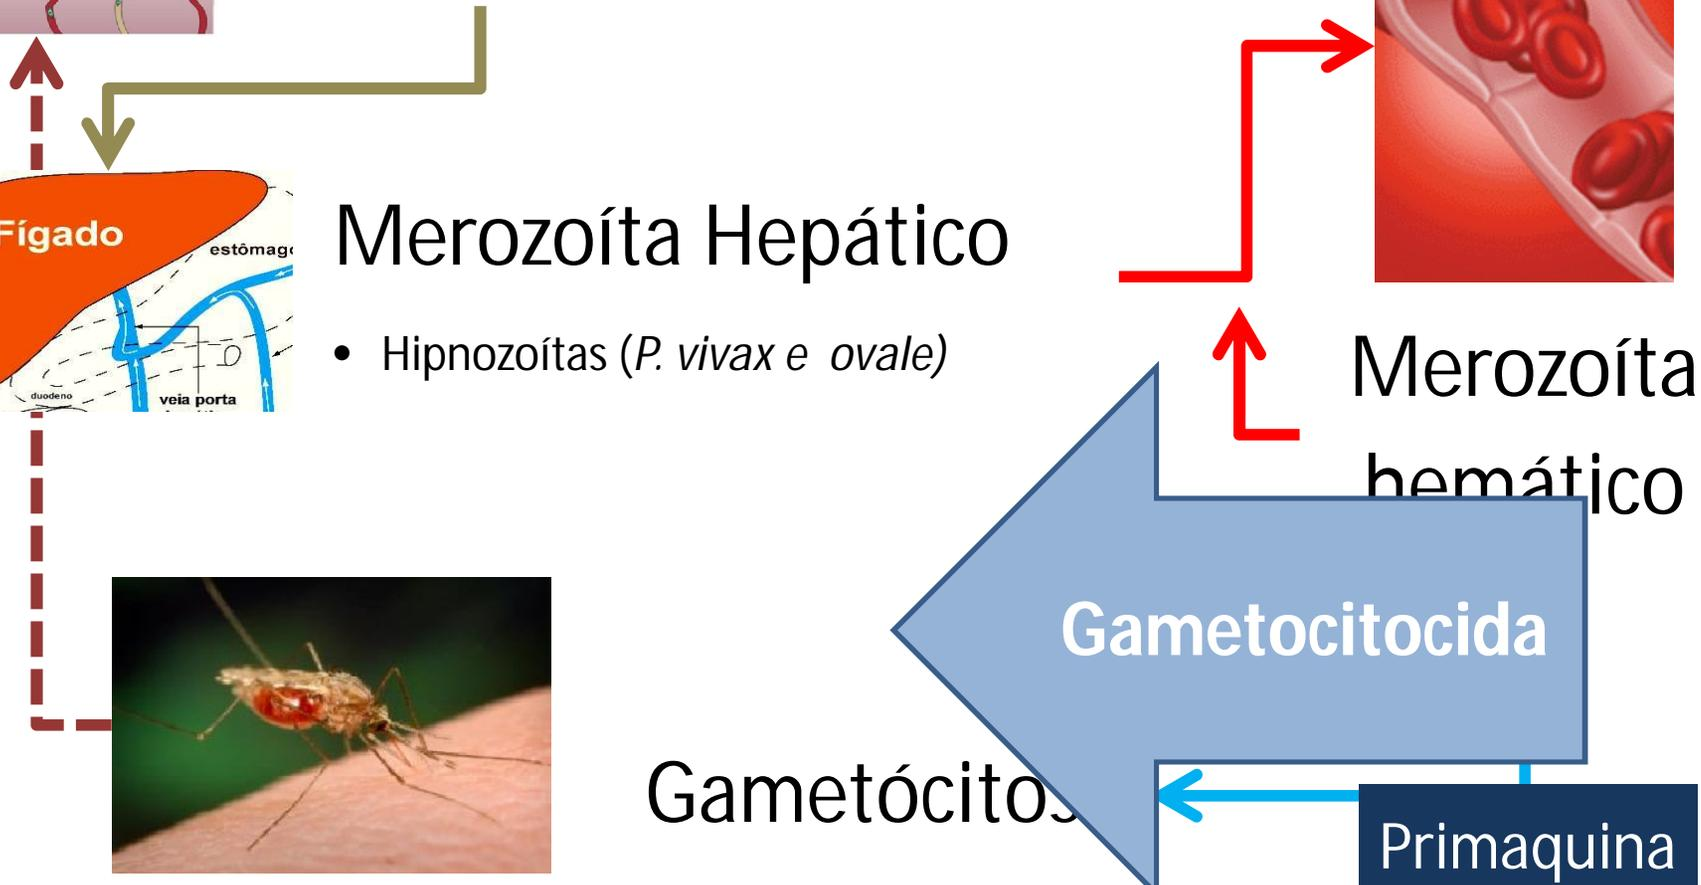 Fígado
estômago
duodeno
veia porta
Merozoíta Hepático
• Hipnozoítas (P. vivax e ovale)
Merozoíta
hemático
Gametocitocida
Gametócitos
Primaquina